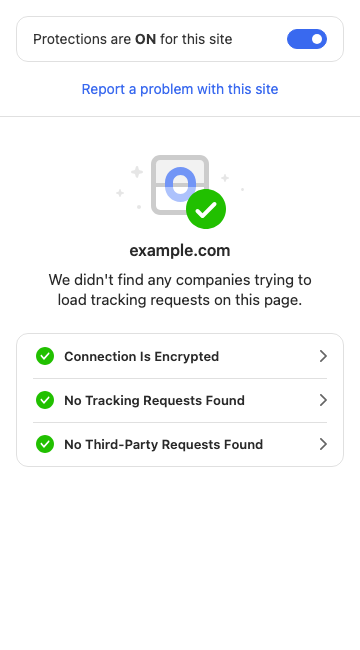 Protections are ON for this site
Report a problem with this site
example.com
We didn't find any companies trying to
load tracking requests on this page.
Connection Is Encrypted
No Tracking Requests Found
No Third-Party Requests Found